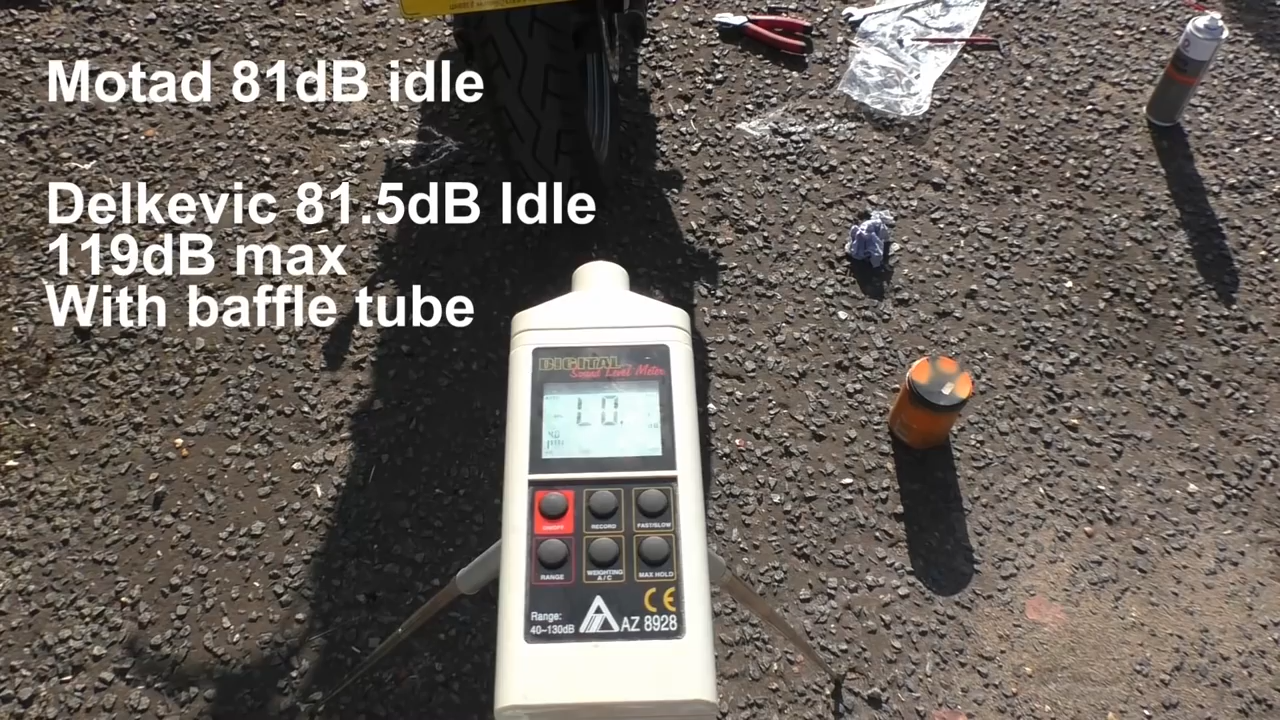 Motad 81dB idle
Delkevic 81.5dB Idle
119dB max
With baffle tube
DIGITAL
Sound Level Meter
LO.
ON/OFF
RECORD
FAST/SLOW
RANGE
WEIGHTING
A/C
MAX HOLD
CE
Range:
40~130dB
AZ 8928